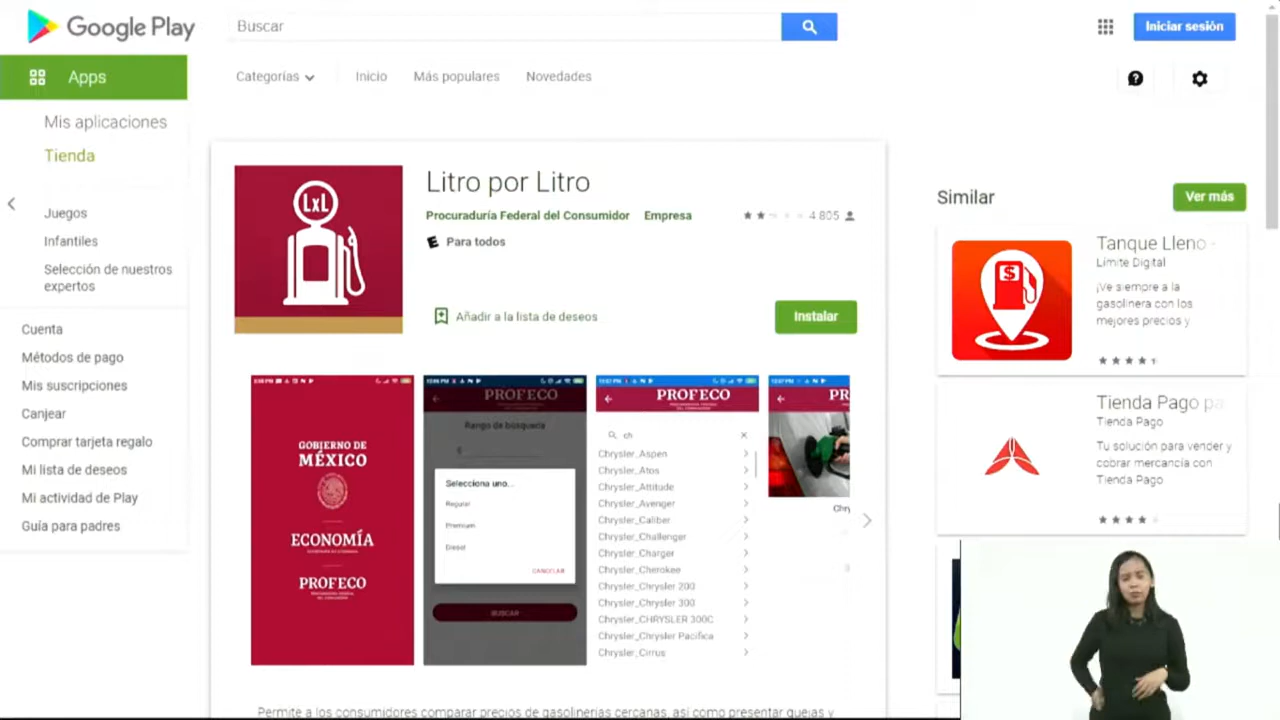 Google Play
Buscar
Iniciar sesión
Apps
Categorías
Inicio
Más populares
Novedades
Mis aplicaciones
Tienda
Juegos
Infantiles
Selección de nuestros
expertos
Cuenta
Métodos de pago
Mis suscripciones
Canjear
Comprar tarjeta regalo
Mi lista de deseos
Mi actividad de Play
Guía para padres
LxL
Litro por Litro
Procuraduría Federal del Consumidor Empresa
4.805
E Para todos
Añadir a la lista de deseos
Instalar
GOBIERNO DE
MÉXICO
ECONOMÍA
PROFECO
PROFECO
Rango de búsqueda
$
Selecciona uno...
Regular
Premium
Diesel
CANCELAR
BUSCAR
PROFECO
ch
Chrysler_Aspen
Chrysler_Atos
Chrysler_Attitude
Chrysler_Avenger
Chrysler_Caliber
Chrysler_Challenger
Chrysler_Charger
Chrysler_Cherokee
Chrysler_Chrysler 200
Chrysler_Chrysler 300
Chrysler_CHRYSLER 300C
Chrysler_Chrysler Pacifica
Chrysler_Cirrus
PR
Chry
Permite a los consumidores comparar precios de gasolinerías cercanas, así como presentar quejas y
Similar
Ver más
$
Tanque Lleno -
Límite Digital
¡Ve siempre a la
gasolinera con los
mejores precios y
Tienda Pago pa
Tienda Pago
Tu solución para vender y
cobrar mercancía con
Tienda Pago